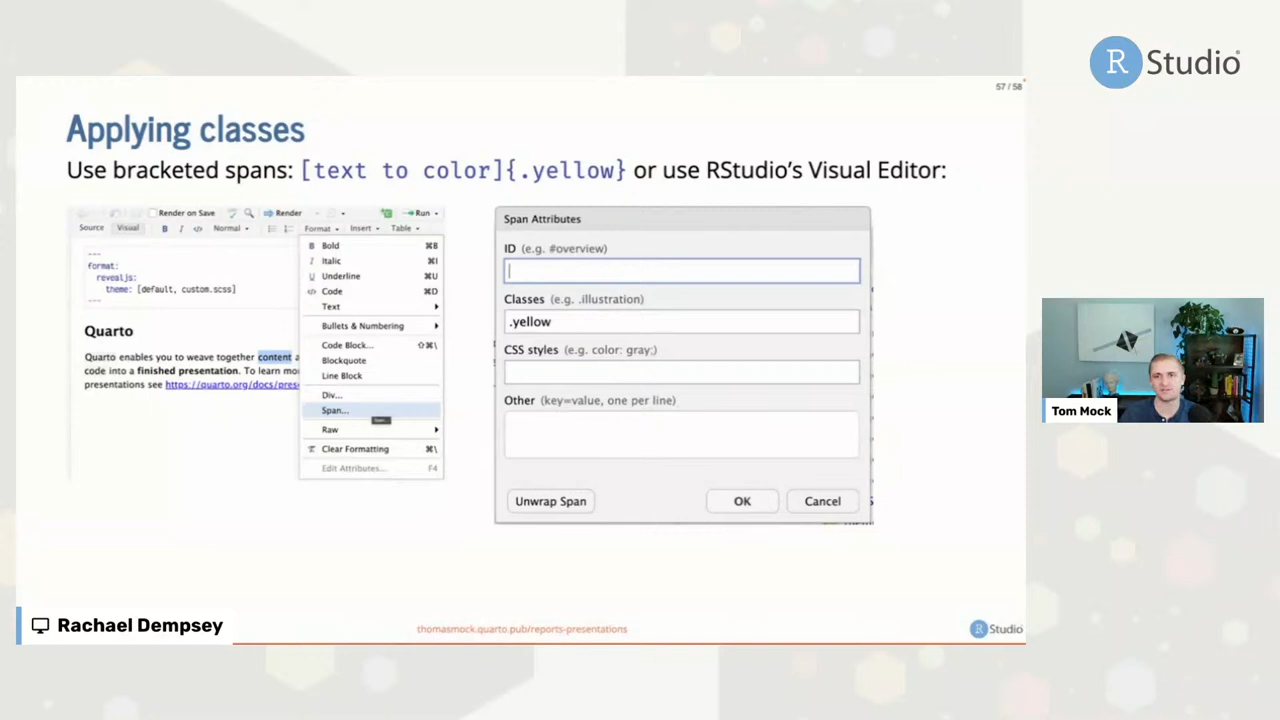 R Studio
57 / 58
Applying classes
Use bracketed spans: [text to color]{.yellow} or use RStudio's Visual Editor:
Render on Save Render Run
Source Visual B I </> Normal Format Insert Table
---
format:
revealjs:
theme: [default, custom.scss]
---
Quarto
Quarto enables you to weave together content
code into a finished presentation. To learn
presentations see https://quarto.org/docs/
B Bold ⌘B
I Italic ⌘I
Underline ⌘U
</> Code ⌘D
Text
Bullets & Numbering
Code Block... ⇧⌘\
Blockquote
Line Block
Div...
Span...
Raw
Clear Formatting ⌘\
Edit Attributes... F4
Span Attributes
ID (e.g. #overview)
Classes (e.g. .illustration)
.yellow
CSS styles (e.g. color: gray;)
Other (key=value, one per line)
Unwrap Span OK Cancel
Tom Mock
Rachael Dempsey
thomasmock.quarto.pub/reports-presentations
R Studio